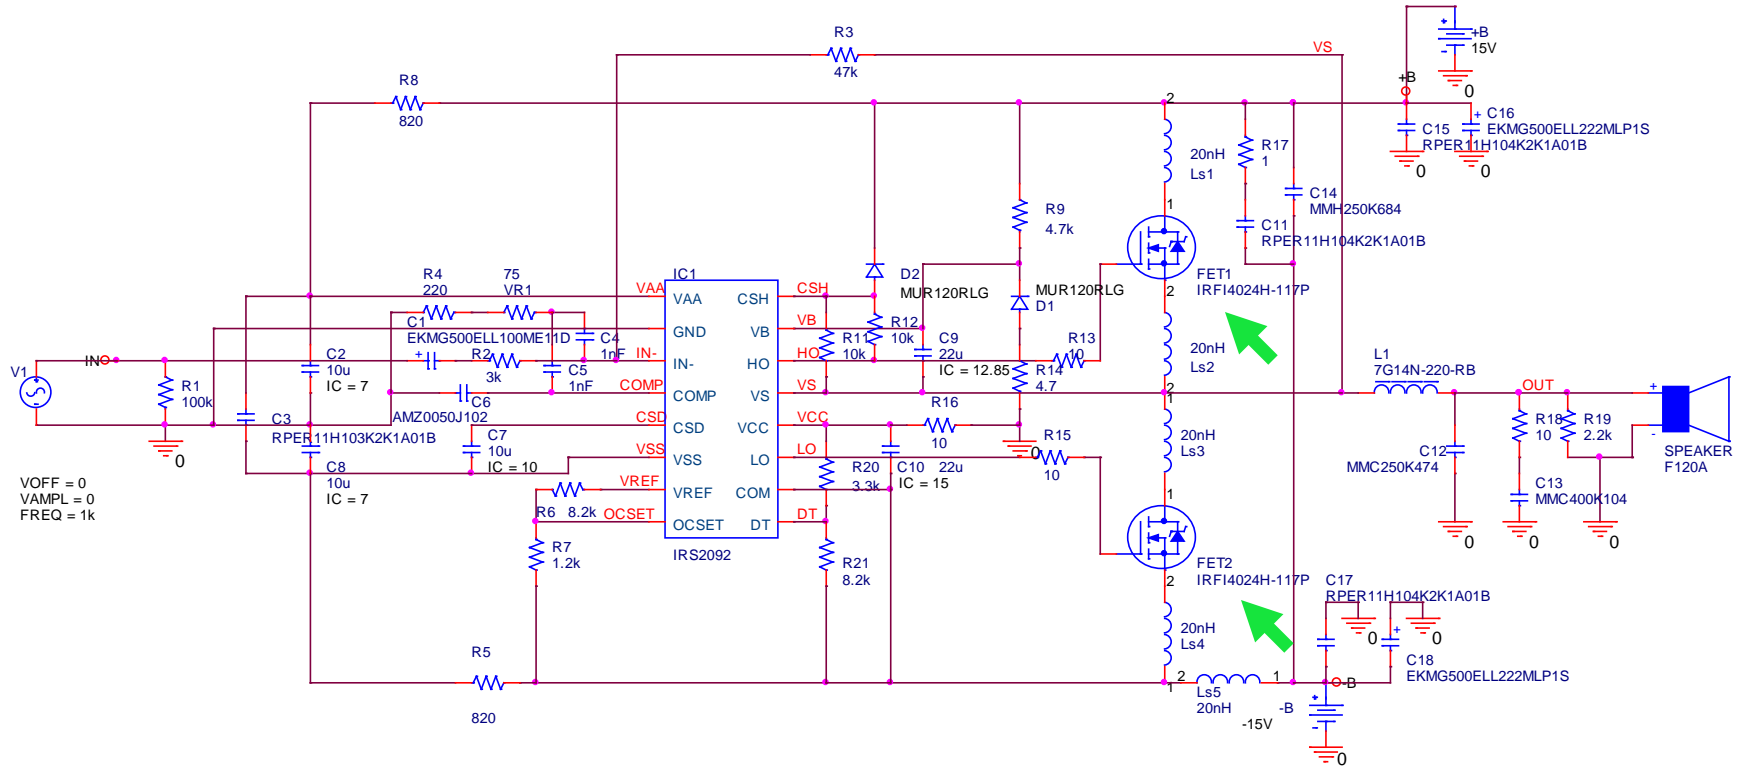 R3
47k
VS
+B
15V
0
R8
820
+B
2
C15
RPER11H104K2K1A01B
0
+
C16
EKMG500ELL222MLP1S
0
20nH
Ls1
1
R17
1
C14
MMH250K684
C11
RPER11H104K2K1A01B
R9
4.7k
FET1
IRFI4024H-117P
2
20nH
Ls2
2
R4
220
75
VR1
C1
EKMG500ELL100ME11D
+
R2
3k
C4
1nF
C5
1nF
C6
AMZ0050J102
IC1
VAA
GND
IN-
COMP
CSD
VSS
VREF
OCSET
CSH
VB
HO
VS
VCC
LO
COM
DT
IRS2092
VAA
IN-
COMP
CSD
VSS
VREF
OCSET
CSH
VB
HO
VS
VCC
LO
DT
D2
MUR120RLG
MUR120RLG
D1
R11
10k
R12
10k
C9
22u
IC = 12.85
R13
10
R14
4.7
R16
10
0
R15
10
V1
IN
R1
100k
0
C2
10u
IC = 7
C3
RPER11H103K2K1A01B
C8
10u
IC = 7
C7
10u
IC = 10
VOFF = 0
VAMPL = 0
FREQ = 1k
R6
8.2k
R7
1.2k
R20
3.3k
C10
22u
IC = 15
R21
8.2k
1
20nH
Ls3
1
FET2
IRFI4024H-117P
2
20nH
Ls4
1
R5
820
2
1
Ls5
20nH
-B
-B
-15V
0
C17
RPER11H104K2K1A01B
0
+
C18
EKMG500ELL222MLP1S
0
L1
7G14N-220-RB
OUT
C12
MMC250K474
0
R18
10
C13
MMC400K104
0
R19
2.2k
0
+
-
SPEAKER
F120A